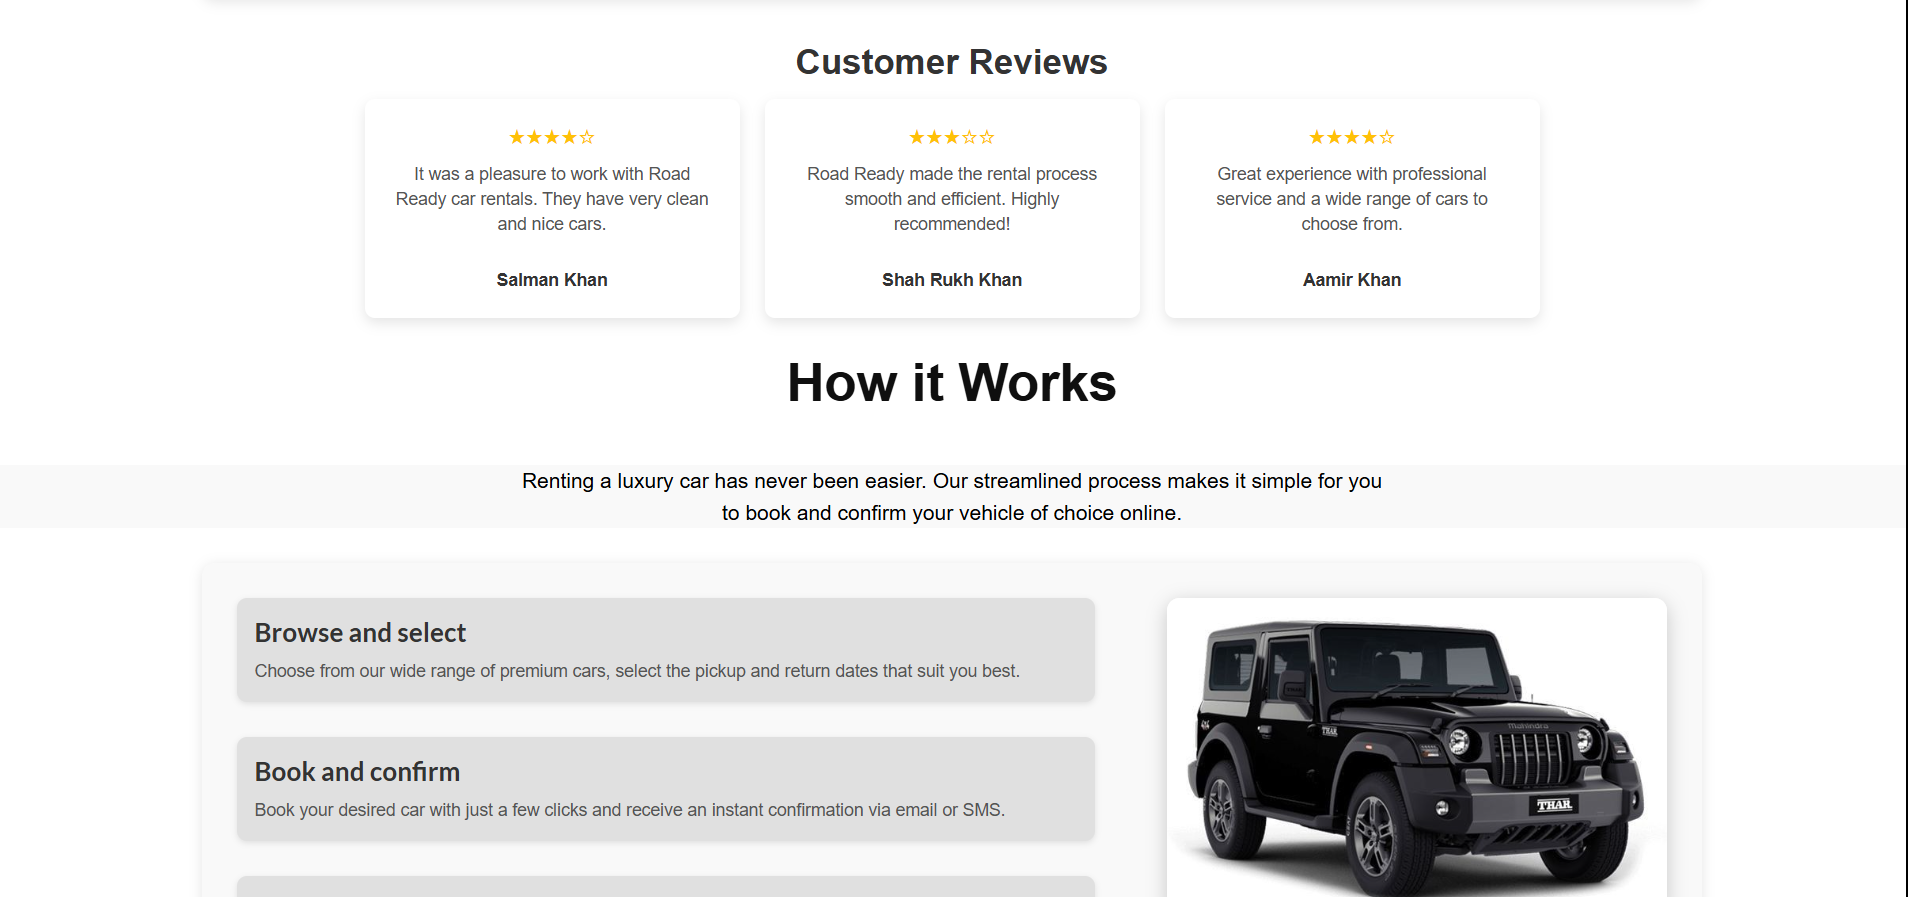 Customer Reviews
★★★★☆
It was a pleasure to work with Road
Ready car rentals. They have very clean
and nice cars.
Salman Khan
★★★☆☆
Road Ready made the rental process
smooth and efficient. Highly
recommended!
Shah Rukh Khan
★★★★☆
Great experience with professional
service and a wide range of cars to
choose from.
Aamir Khan
How it Works
Renting a luxury car has never been easier. Our streamlined process makes it simple for you
to book and confirm your vehicle of choice online.
Browse and select
Choose from our wide range of premium cars, select the pickup and return dates that suit you best.
Book and confirm
Book your desired car with just a few clicks and receive an instant confirmation via email or SMS.
Mahindra
4x4
THAR
THAR